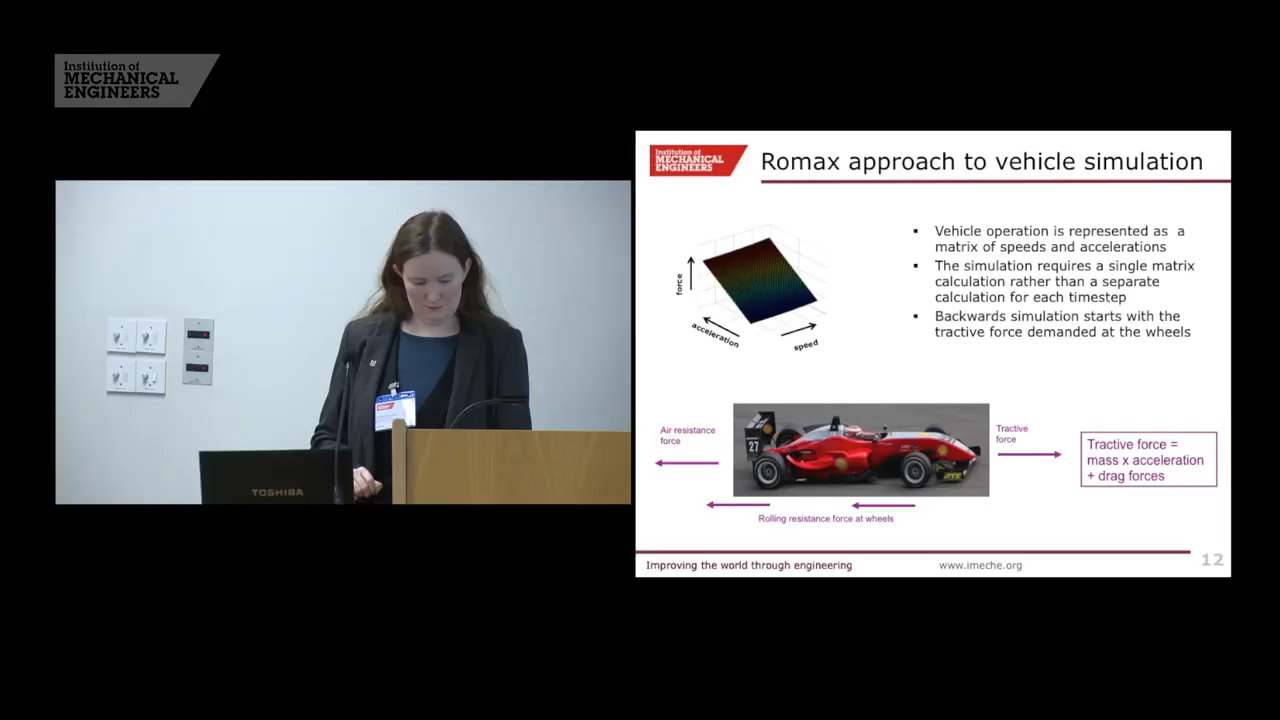 Institution of
MECHANICAL
ENGINEERS
TOSHIBA
Institution of
MECHANICAL
ENGINEERS
Romax approach to vehicle simulation
force
acceleration
speed
▪ Vehicle operation is represented as a
matrix of speeds and accelerations
▪ The simulation requires a single matrix
calculation rather than a separate
calculation for each timestep
▪ Backwards simulation starts with the
tractive force demanded at the wheels
Air resistance
force
27
Tractive
force
Tractive force =
mass x acceleration
+ drag forces
Rolling resistance force at wheels
Improving the world through engineering
www.imeche.org
12